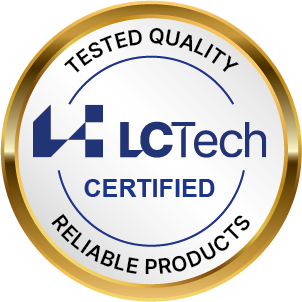 TESTED QUALITY
LCTech
CERTIFIED
RELIABLE PRODUCTS